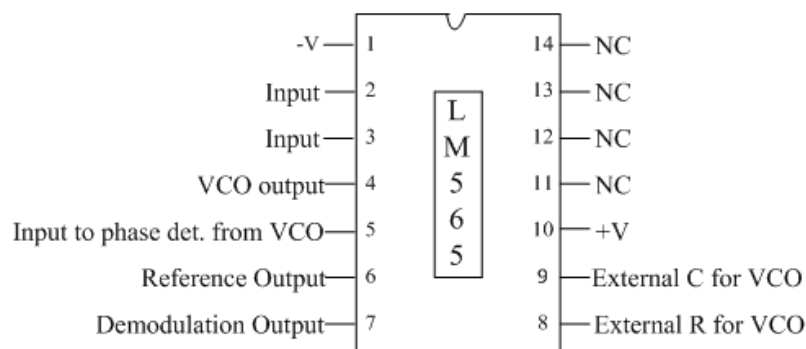 -V 1 14 NC
Input 2 13 NC
Input 3 12 NC
VCO output 4 11 NC
Input to phase det. from VCO 5 10 +V
Reference Output 6 9 External C for VCO
Demodulation Output 7 8 External R for VCO
L
M
5
6
5